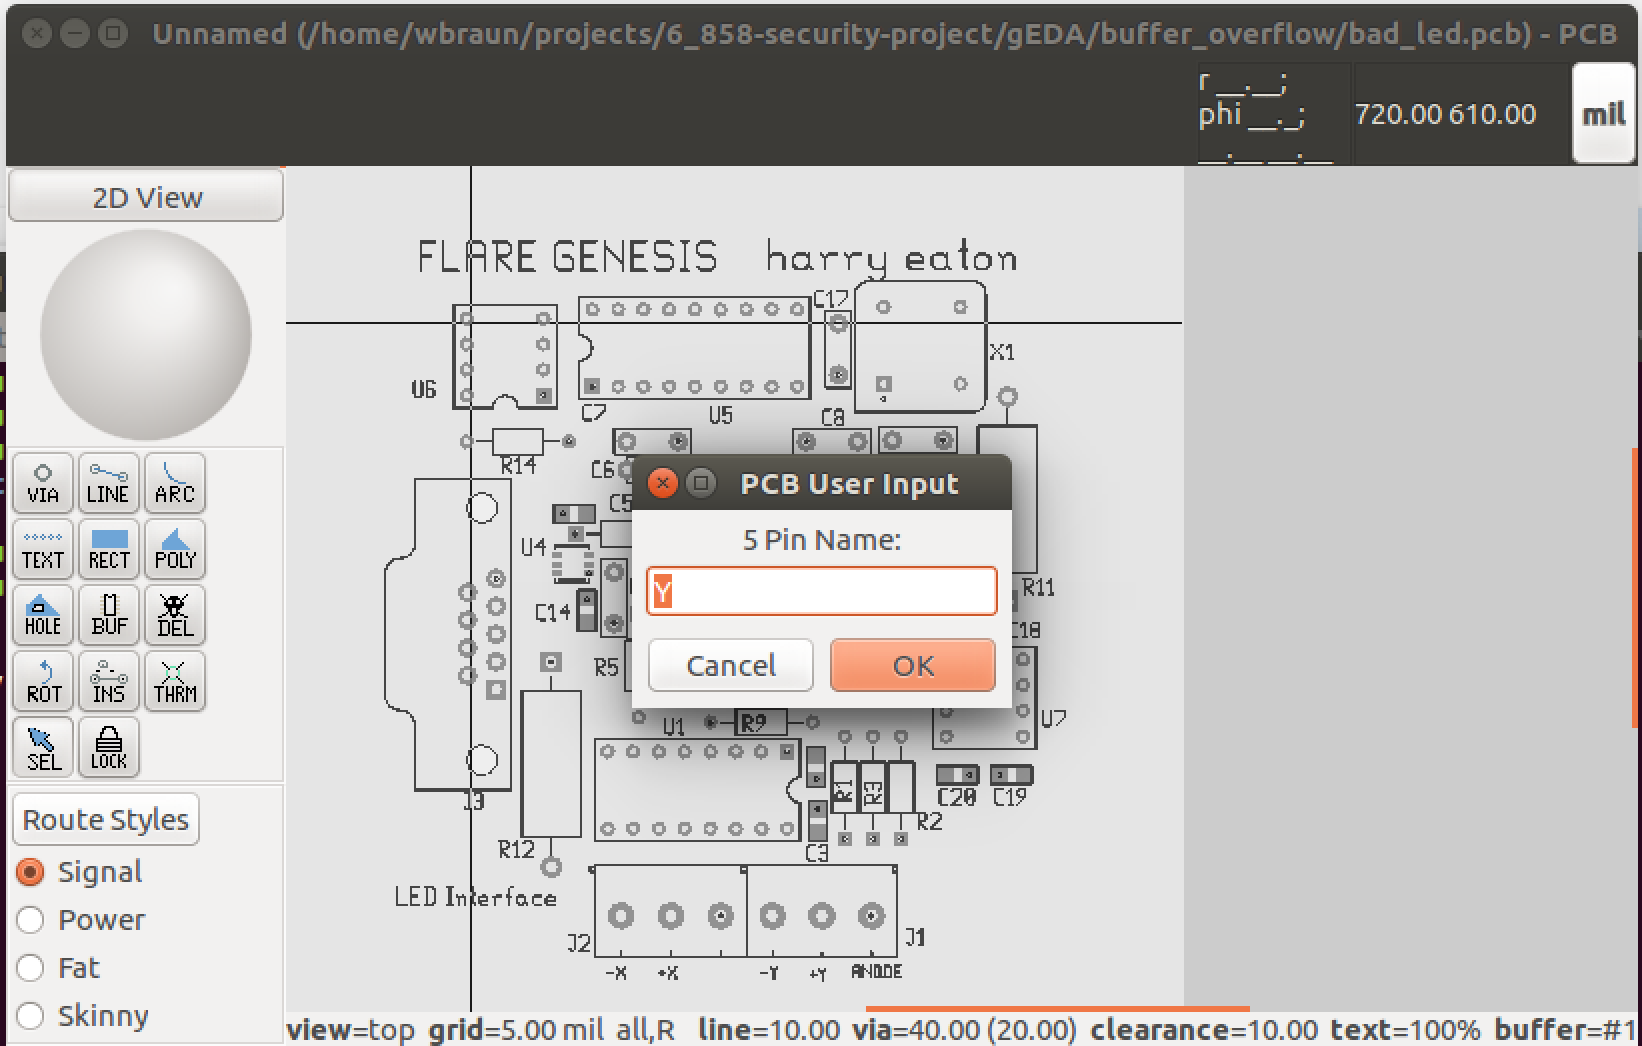 Unnamed (/home/wbraun/projects/6_858-security-project/gEDA/buffer_overflow/bad_led.pcb) - PCB
r __.__;
phi __._;
__.__ __.__
720.00 610.00
mil
2D View
FLARE GENESIS harry eaton
C17
X1
U6
C7
U5
C8
R14
C6
C5
U4
C14
R11
C18
R5
U7
U1
R9
J3
R1
R3
R2
C20
C19
R12
C3
LED Interface
J2
J1
-X
+X
-Y
+Y
ANODE
PCB User Input
5 Pin Name:
Y
Cancel
OK
VIA
LINE
ARC
TEXT
RECT
POLY
HOLE
BUF
DEL
ROT
INS
THRM
SEL
LOCK
Route Styles
Signal
Power
Fat
Skinny
view=top grid=5.00 mil all,R line=10.00 via=40.00 (20.00) clearance=10.00 text=100% buffer=#1